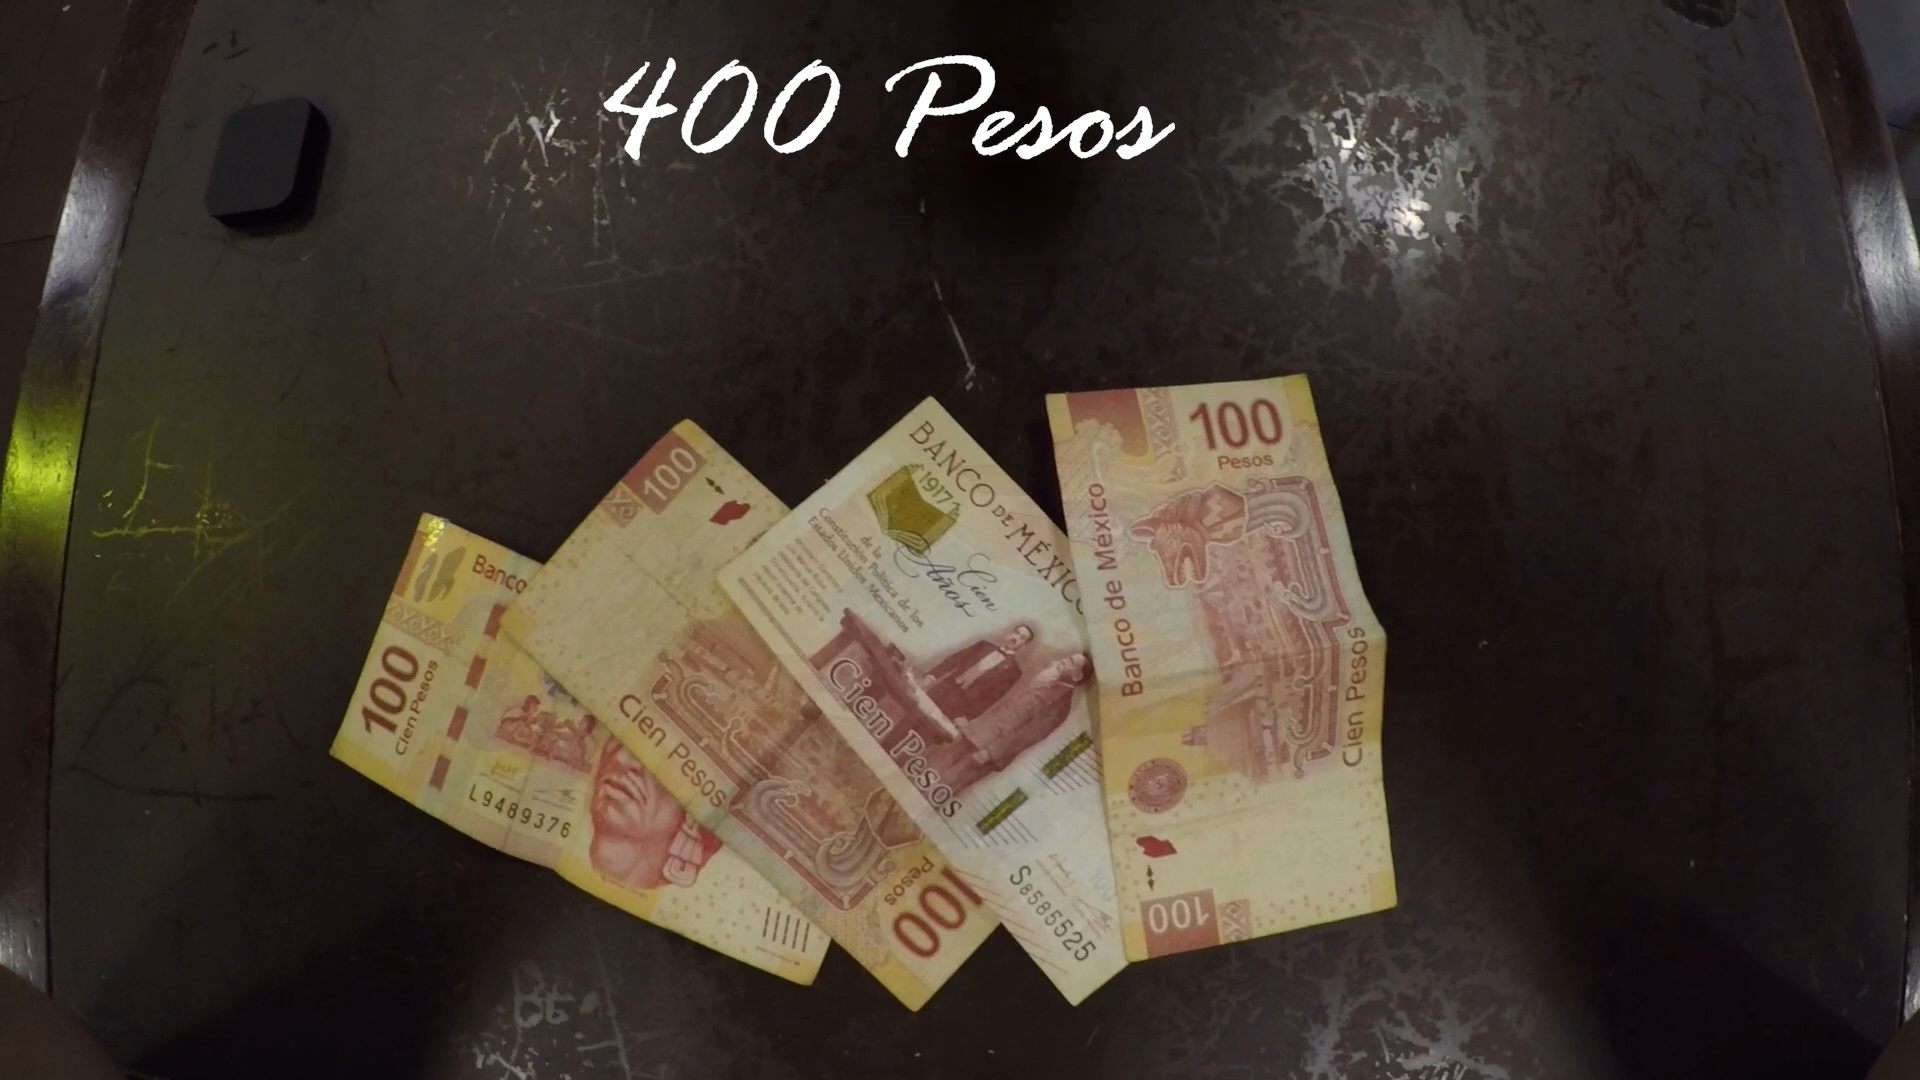 400 Pesos
Banco
100
Cien Pesos
L9489376
100
Cien Pesos
100
Pesos
BANCO DE MÉXICO
1917
Constitución Política de los
Estados Unidos Mexicanos
Cien
Años
Cien Pesos
S8585525
100
Pesos
Banco de México
Cien Pesos
100